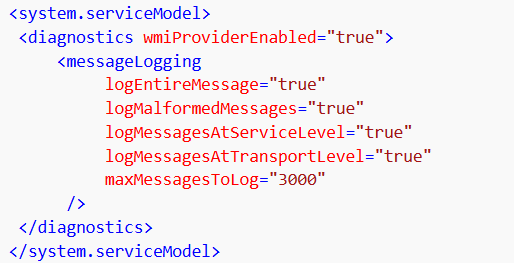 <system.serviceModel>
<diagnostics wmiProviderEnabled="true">
<messageLogging
logEntireMessage="true"
logMalformedMessages="true"
logMessagesAtServiceLevel="true"
logMessagesAtTransportLevel="true"
maxMessagesToLog="3000"
/>
</diagnostics>
</system.serviceModel>